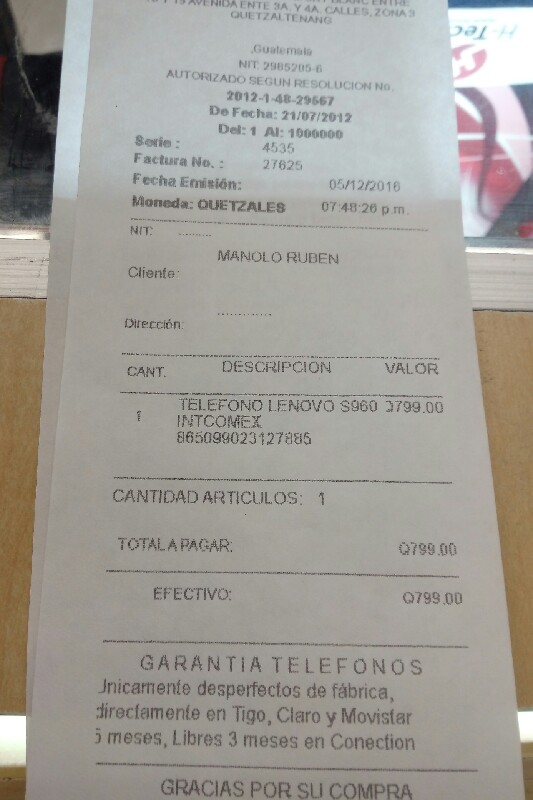 AVENIDA ENTE 3A. Y 4A. CALLES, ZONA 3
QUETZALTENANG
,Guatemala
NIT: 2985205-6
AUTORIZADO SEGUN RESOLUCION No.
2012-1-48-29667
De Fecha: 21/07/2012
Del: 1 Al: 1000000
Serie : 4535
Factura No. : 27625
Fecha Emisión: 05/12/2016
Moneda: QUETZALES 07:48:26 p.m.
NIT: .........
MANOLO RUBEN
Cliente:
..............
Dirección:
CANT. DESCRIPCION VALOR
1 TELEFONO LENOVO S960 Q799.00
INTCOMEX
865099023127885
CANTIDAD ARTICULOS: 1
TOTAL A PAGAR: Q799.00
EFECTIVO: Q799.00
GARANTIA TELEFONOS
Unicamente desperfectos de fábrica,
directamente en Tigo, Claro y Movistar
6 meses, Libres 3 meses en Conection
GRACIAS POR SU COMPRA
H-Tec